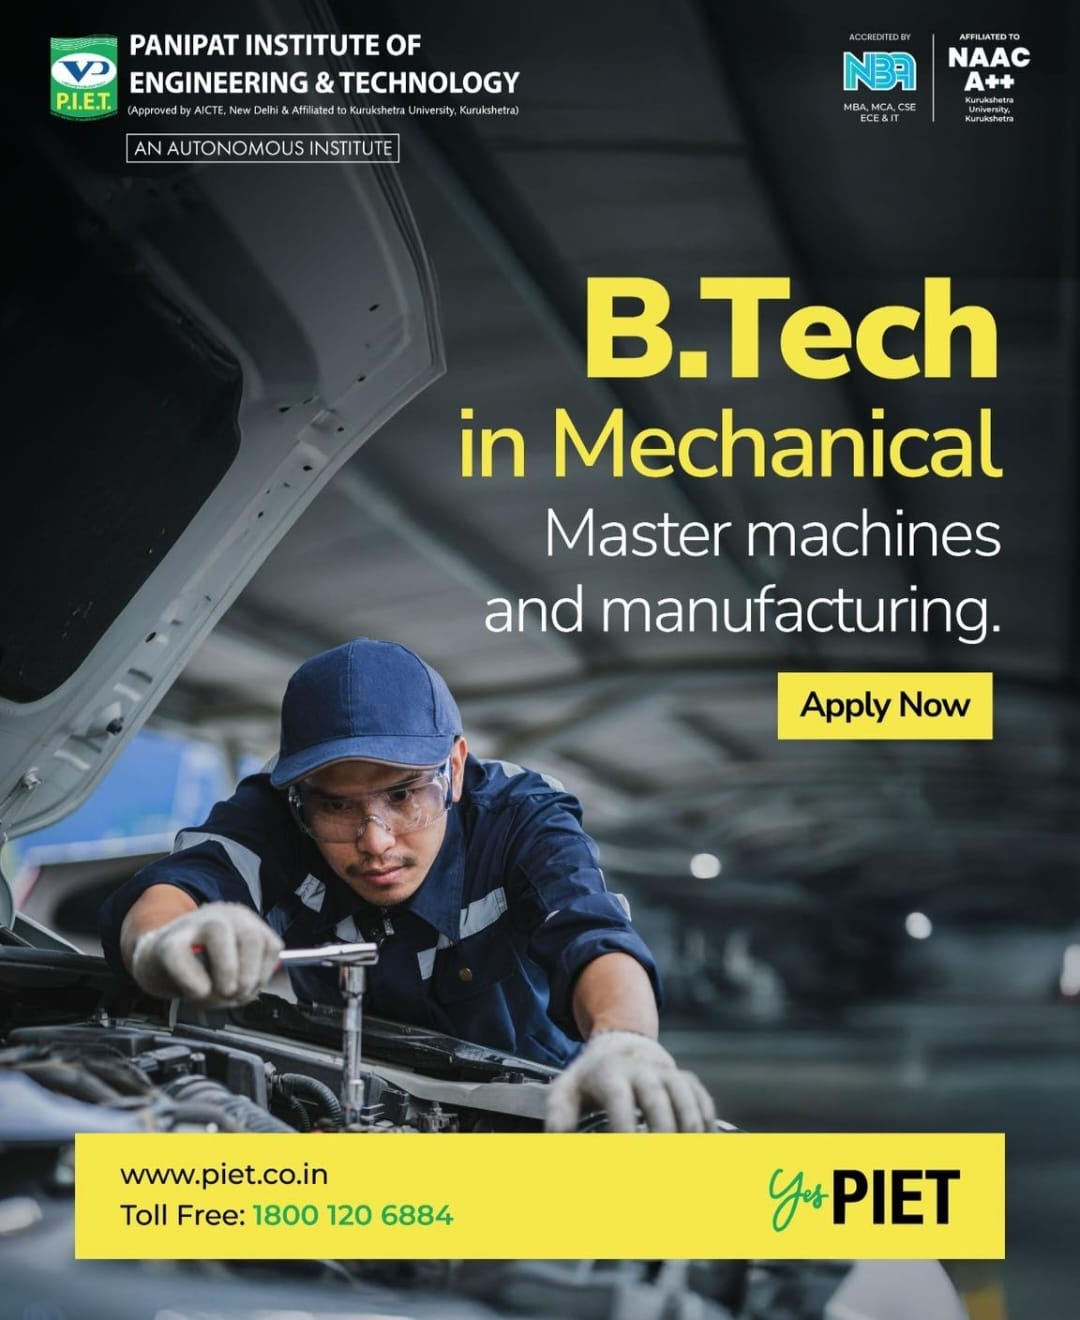 P.I.E.T.
PANIPAT INSTITUTE OF
ENGINEERING & TECHNOLOGY
(Approved by AICTE, New Delhi & Affiliated to Kurukshetra University, Kurukshetra)
AN AUTONOMOUS INSTITUTE
ACCREDITED BY
NBA
MBA, MCA, CSE
ECE & IT
AFFILIATED TO
NAAC
A++
Kurukshetra
University,
Kurukshetra
B.Tech
in Mechanical
Master machines
and manufacturing.
Apply Now
www.piet.co.in
Toll Free: 1800 120 6884
yes PIET